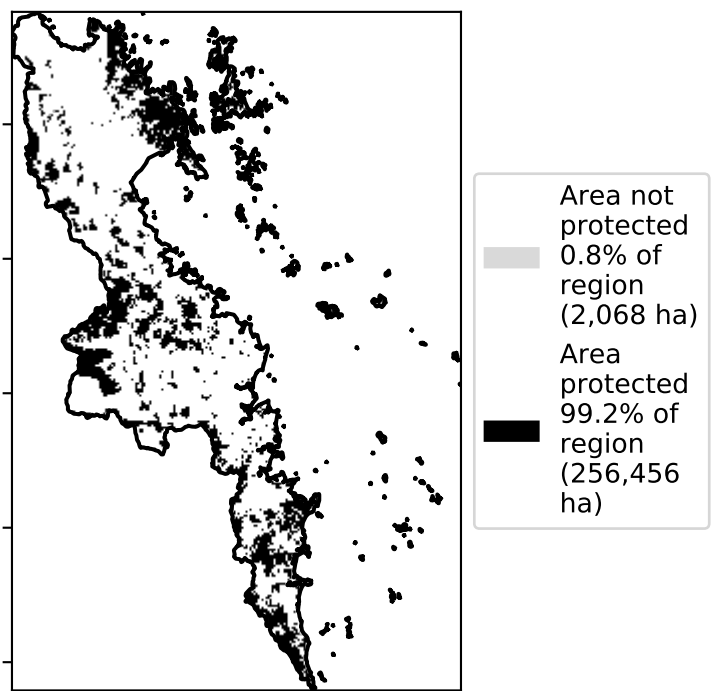 Area not
protected
0.8% of
region
(2,068 ha)
Area
protected
99.2% of
region
(256,456
ha)